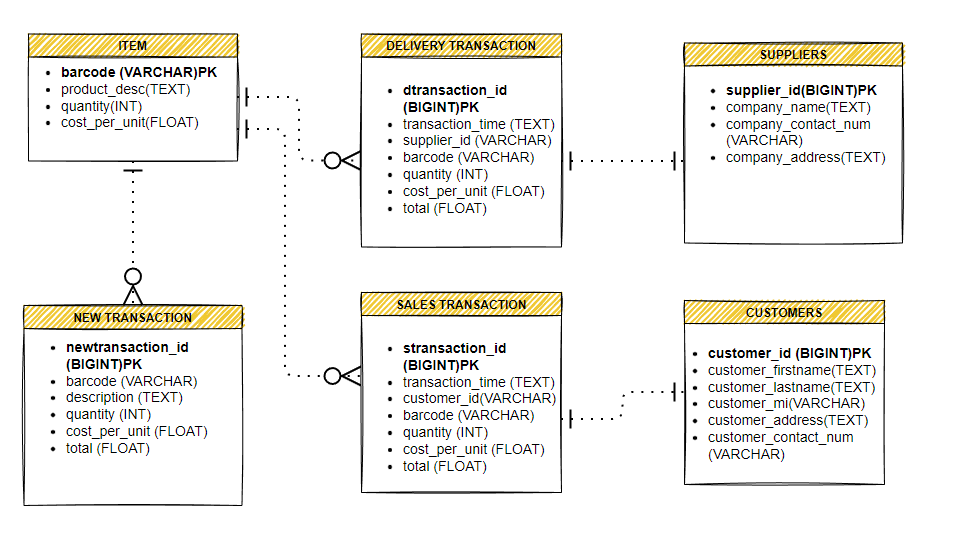 ITEM
barcode (VARCHAR)PK
product_desc(TEXT)
quantity(INT)
cost_per_unit(FLOAT)
DELIVERY TRANSACTION
dtransaction_id
(BIGINT)PK
transaction_time (TEXT)
supplier_id (VARCHAR)
barcode (VARCHAR)
quantity (INT)
cost_per_unit (FLOAT)
total (FLOAT)
SUPPLIERS
supplier_id(BIGINT)PK
company_name(TEXT)
company_contact_num
(VARCHAR)
company_address(TEXT)
NEW TRANSACTION
newtransaction_id
(BIGINT)PK
barcode (VARCHAR)
description (TEXT)
quantity (INT)
cost_per_unit (FLOAT)
total (FLOAT)
SALES TRANSACTION
stransaction_id
(BIGINT)PK
transaction_time (TEXT)
customer_id(VARCHAR)
barcode (VARCHAR)
quantity (INT)
cost_per_unit (FLOAT)
total (FLOAT)
CUSTOMERS
customer_id (BIGINT)PK
customer_firstname(TEXT)
customer_lastname(TEXT)
customer_mi(VARCHAR)
customer_address(TEXT)
customer_contact_num
(VARCHAR)